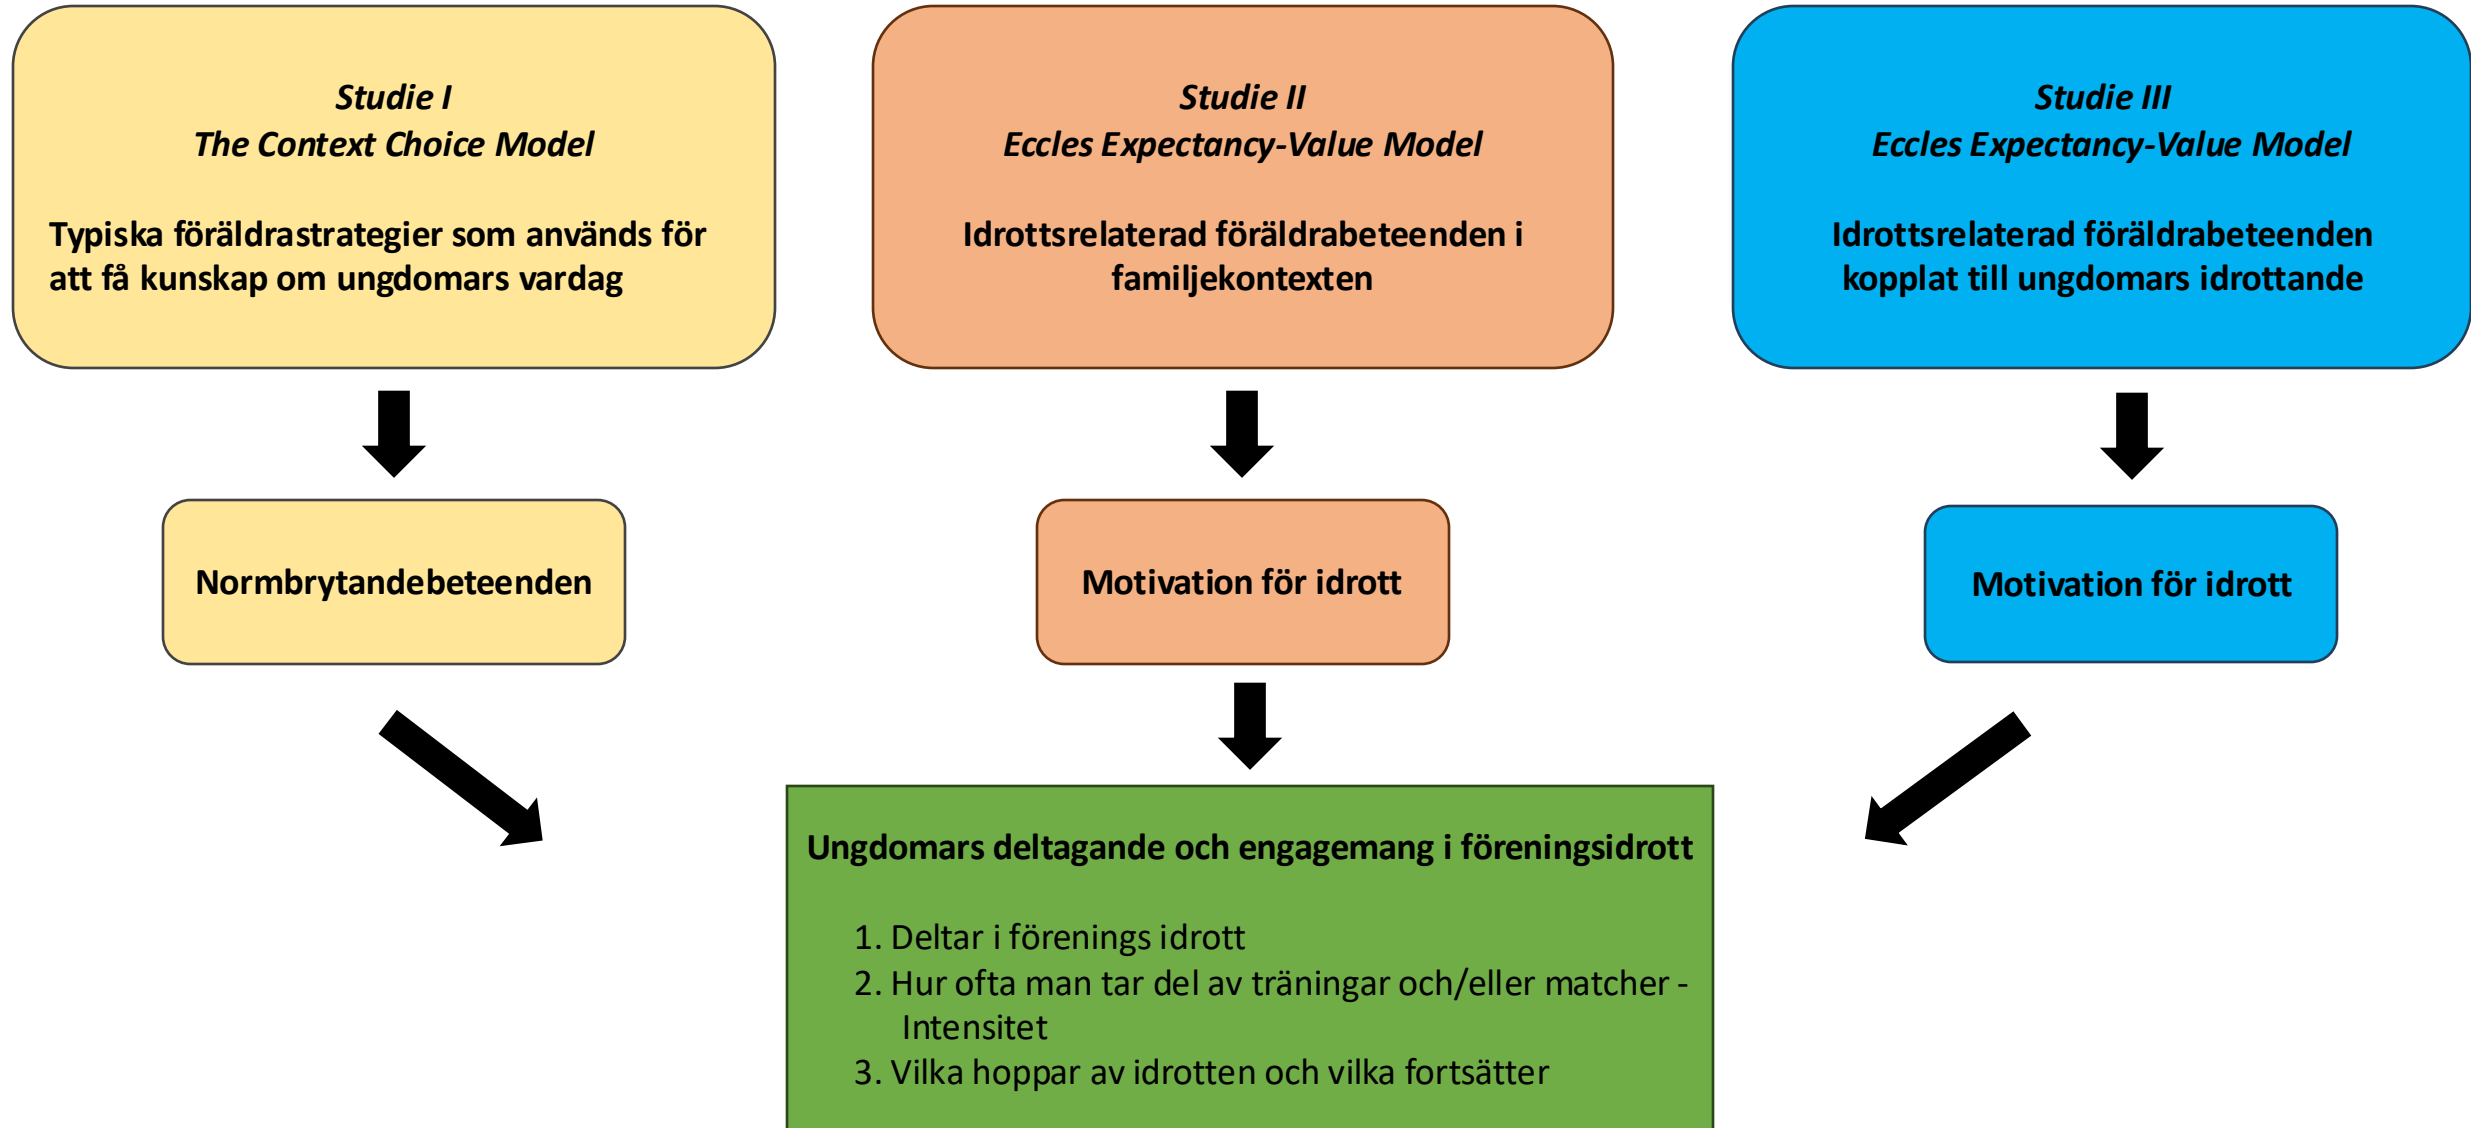 Studie I
The Context Choice Model
Typiska föräldrastrategier som används för
att få kunskap om ungdomars vardag
Studie II
Eccles Expectancy-Value Model
Idrottsrelaterad föräldrabeteenden i
familjekontexten
Studie III
Eccles Expectancy-Value Model
Idrottsrelaterad föräldrabeteenden
kopplat till ungdomars idrottande
Normbrytandebeteenden
Motivation för idrott
Motivation för idrott
Ungdomars deltagande och engagemang i föreningsidrott
1. Deltar i förenings idrott
2. Hur ofta man tar del av träningar och/eller matcher -
Intensitet
3. Vilka hoppar av idrotten och vilka fortsätter